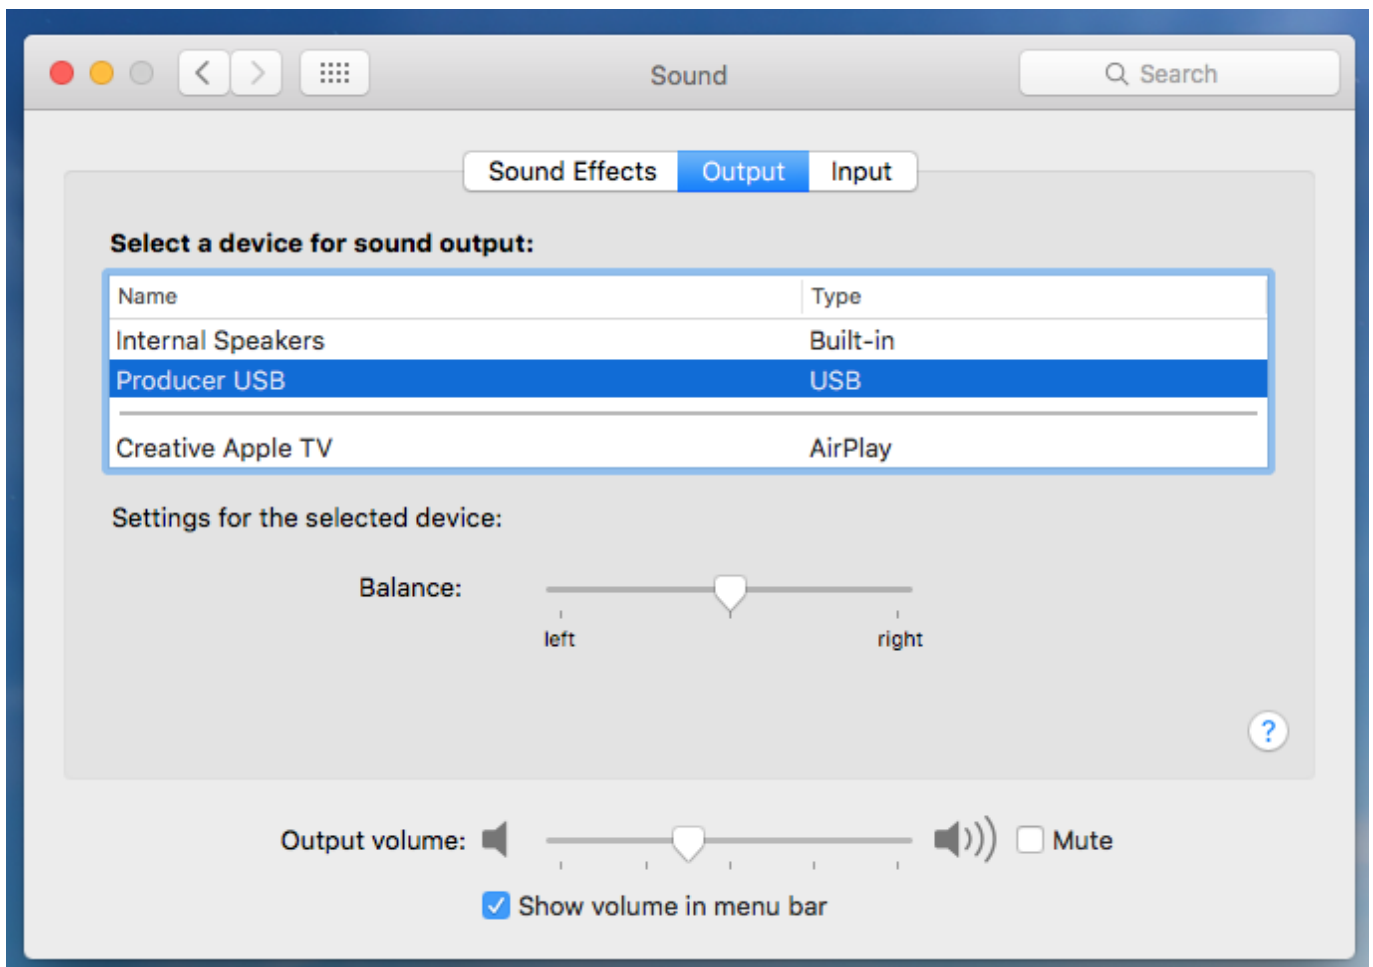 Sound
Search
Sound Effects Output Input
Select a device for sound output:
Name Type
Internal Speakers Built-in
Producer USB USB
Creative Apple TV AirPlay
Settings for the selected device:
Balance:
left right
?
Output volume: Mute
Show volume in menu bar